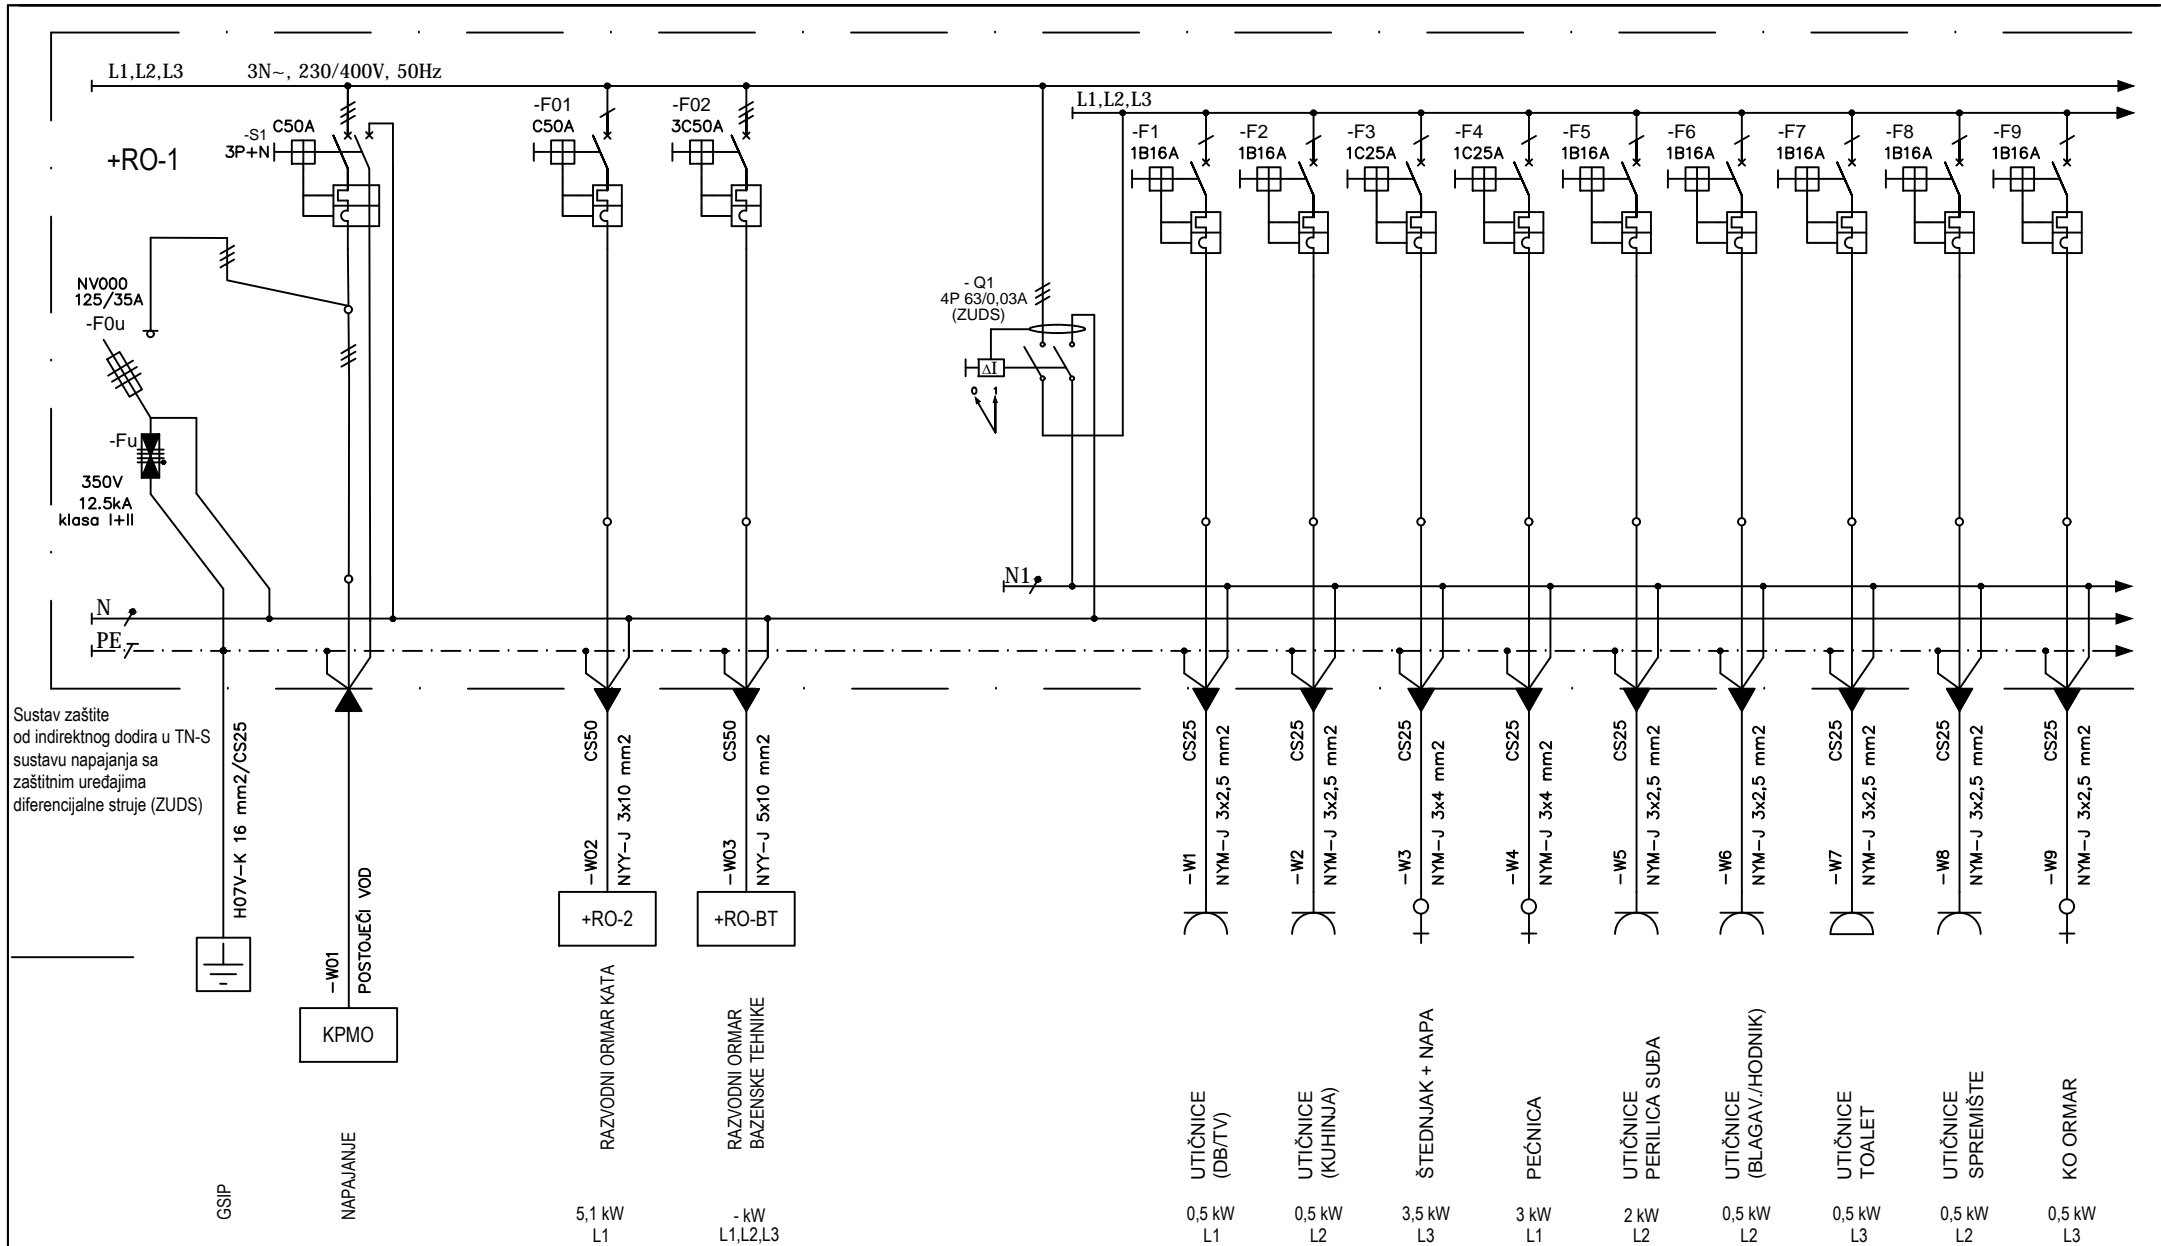 L1,L2,L3
3N~, 230/400V, 50Hz
+RO-1
-S1
C50A
3P+N
-F01
C50A
-F02
3C50A
L1,L2,L3
-F1
1B16A
-F2
1B16A
-F3
1C25A
-F4
1C25A
-F5
1B16A
-F6
1B16A
-F7
1B16A
-F8
1B16A
-F9
1B16A
NV000
125/35A
-F0u
- Q1
4P 63/0,03A
(ZUDS)
ΔI
0
1
-Fu
350V
12.5kA
klasa I+II
N1
N
PE
Sustav zaštite
od indirektnog dodira u TN-S
sustavu napajanja sa
zaštitnim uređajima
diferencijalne struje (ZUDS)
H07V-K 16 mm2/CS25
-W01
POSTOJEĆI VOD
CS50
-W02
NYY-J 3x10 mm2
CS50
-W03
NYY-J 5x10 mm2
CS25
-W1
NYM-J 3x2,5 mm2
CS25
-W2
NYM-J 3x2,5 mm2
CS25
-W3
NYM-J 3x4 mm2
CS25
-W4
NYM-J 3x4 mm2
CS25
-W5
NYM-J 3x2,5 mm2
CS25
-W6
NYM-J 3x2,5 mm2
CS25
-W7
NYM-J 3x2,5 mm2
CS25
-W8
NYM-J 3x2,5 mm2
CS25
-W9
NYM-J 3x2,5 mm2
KPMO
+RO-2
+RO-BT
GSIP
NAPAJANJE
RAZVODNI ORMAR KATA
RAZVODNI ORMAR
BAZENSKE TEHNIKE
UTIČNICE
(DB/TV)
UTIČNICE
(KUHINJA)
ŠTEDNJAK + NAPA
PEĆNICA
UTIČNICE
PERILICA SUĐA
UTIČNICE
(BLAGAV./HODNIK)
UTIČNICE
TOALET
UTIČNICE
SPREMIŠTE
KO ORMAR
5,1 kW
L1
- kW
L1,L2,L3
0,5 kW
L1
0,5 kW
L2
3,5 kW
L3
3 kW
L1
2 kW
L2
0,5 kW
L2
0,5 kW
L3
0,5 kW
L2
0,5 kW
L3